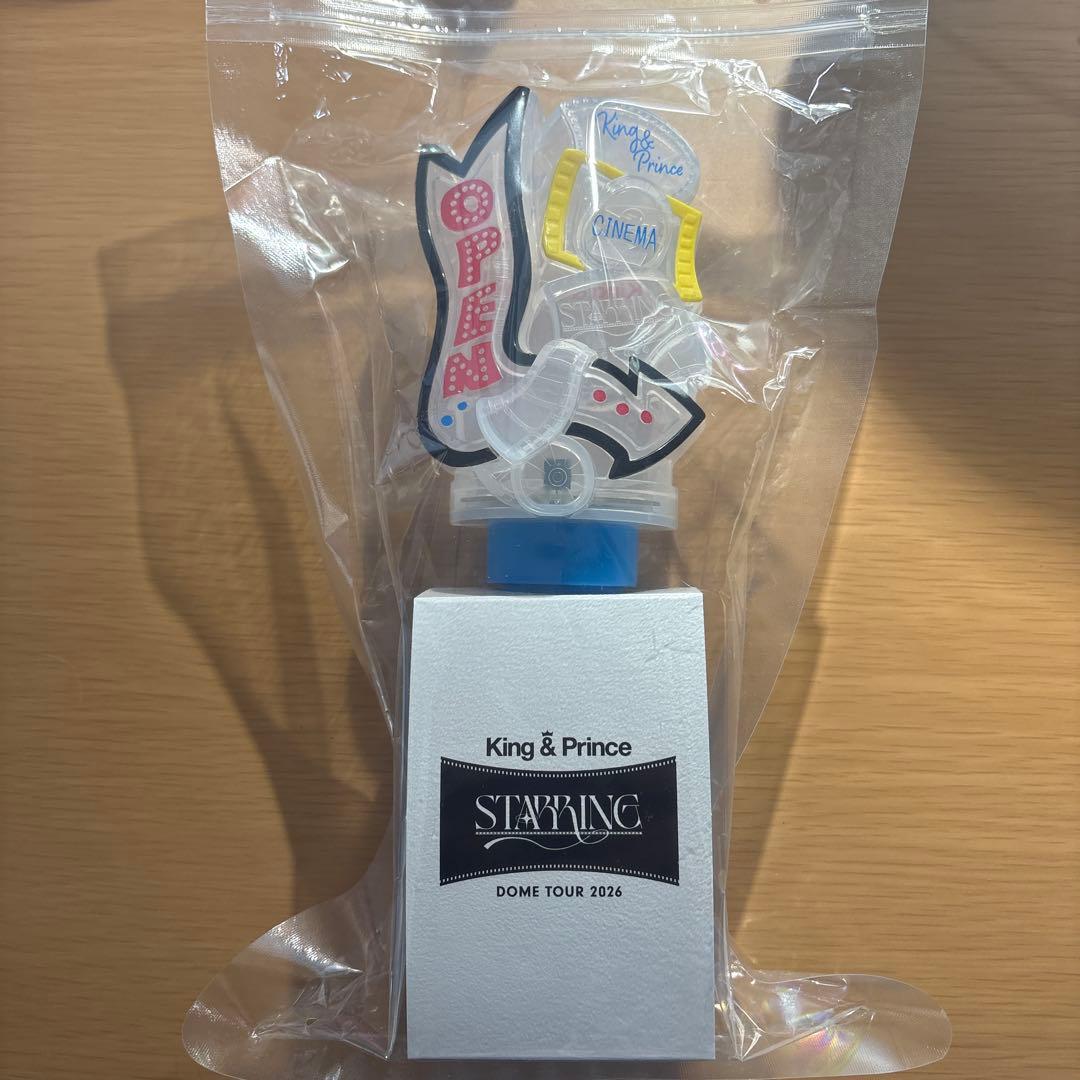 King &
Prince
CINEMA
OPEN
STARRING
King & Prince
STARRING
DOME TOUR 2026